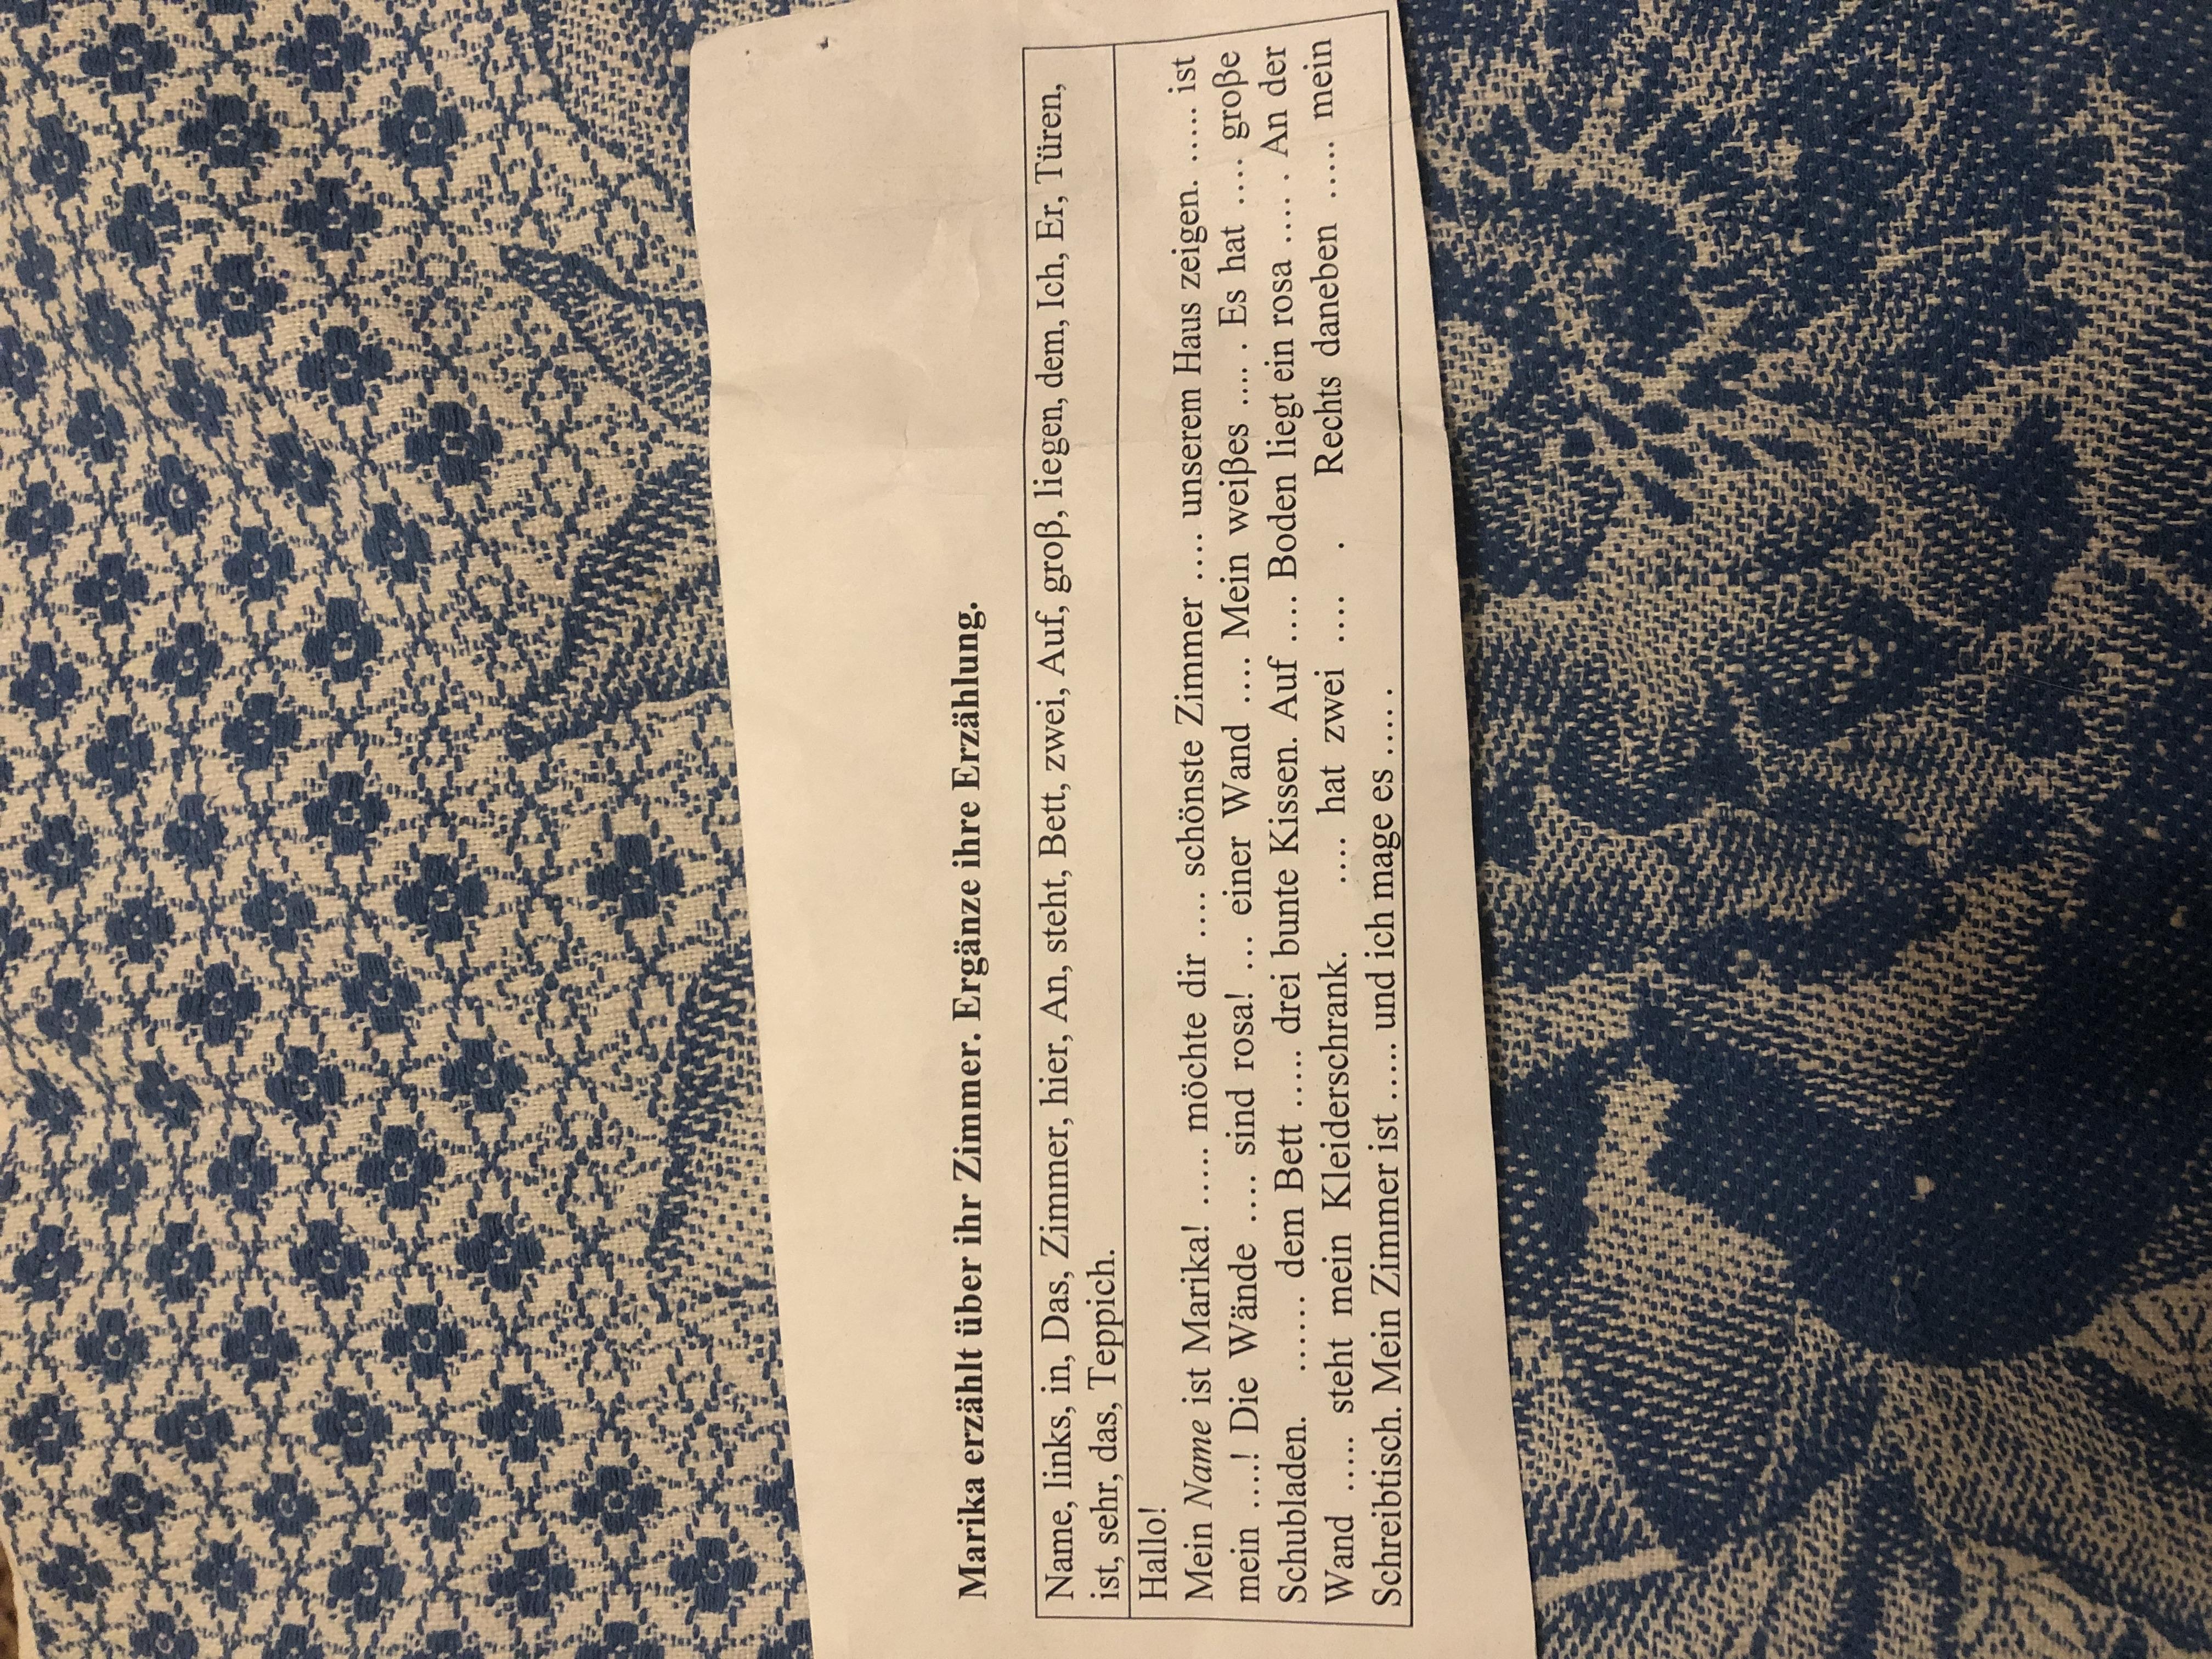 Marika erzählt über ihr Zimmer. Ergänze ihre Erzählung.
Name, links, in, Das, Zimmer, hier, An, steht, Bett, zwei, Auf, groß, liegen, dem, Ich, Er, Türen,
ist, sehr, das, Teppich.
Hallo!
Mein Name ist Marika! …… möchte dir …. schönste Zimmer …. unserem Haus zeigen. ….. ist
mein ….! Die Wände …. sind rosa! … einer Wand …. Mein weißes …. . Es hat …. große
Schubladen. …… dem Bett ….. drei bunte Kissen. Auf …. Boden liegt ein rosa …. . An der
Wand ….. steht mein Kleiderschrank. …. hat zwei …. . Rechts daneben …. mein
Schreibtisch. Mein Zimmer ist ….. und ich mage es ….. .